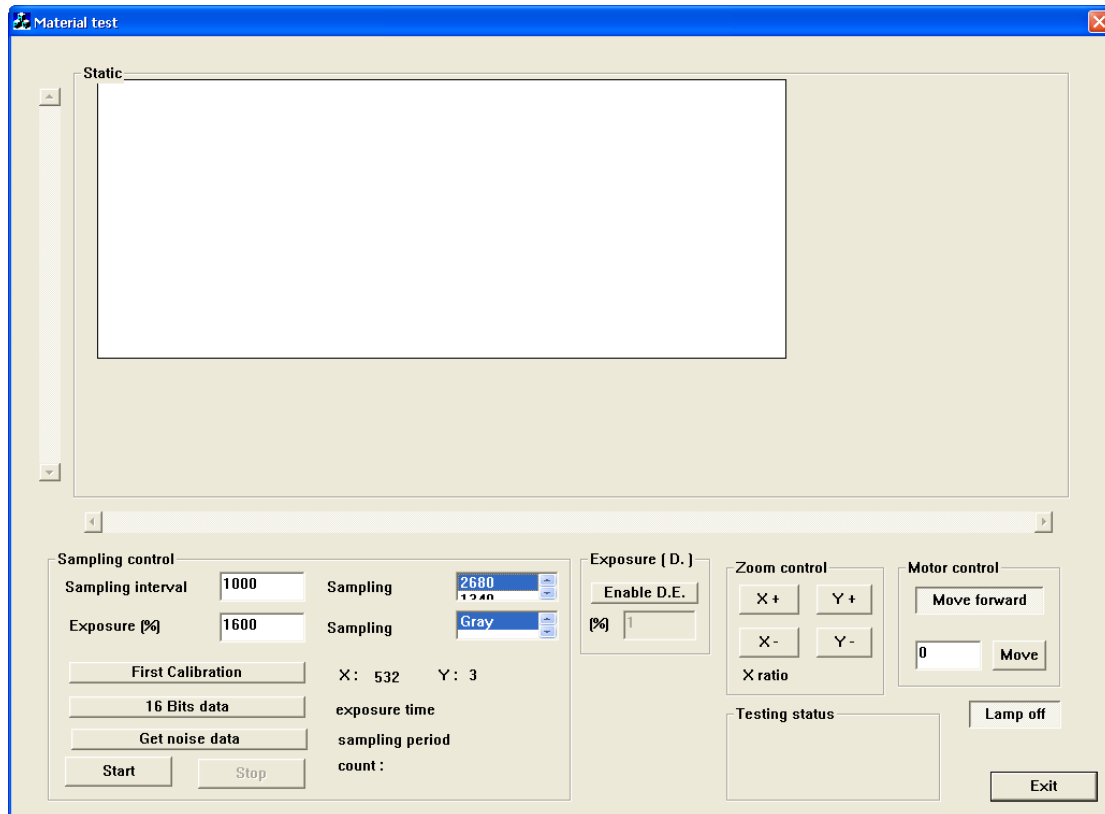 Material test
Static
Sampling control
Sampling interval 1000 Sampling 2680
1340
Exposure (%) 1600 Sampling Gray
First Calibration X: 532 Y: 3
16 Bits data exposure time
Get noise data sampling period
Start Stop count :
Exposure ( D. )
Enable D.E.
(%) 1
Zoom control
X + Y +
X - Y -
X ratio
Motor control
Move forward
0 Move
Testing status
Lamp off
Exit